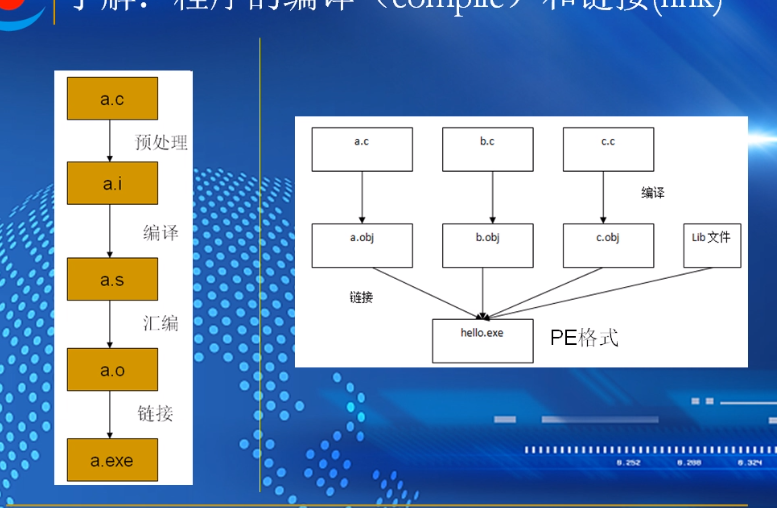 了解：程序的编译（compile）和链接(link)
a.c
预处理
a.i
编译
a.s
汇编
a.o
链接
a.exe
a.c
b.c
c.c
编译
a.obj
b.obj
c.obj
Lib 文件
链接
hello.exe
PE格式
0.252
0.288
0.324